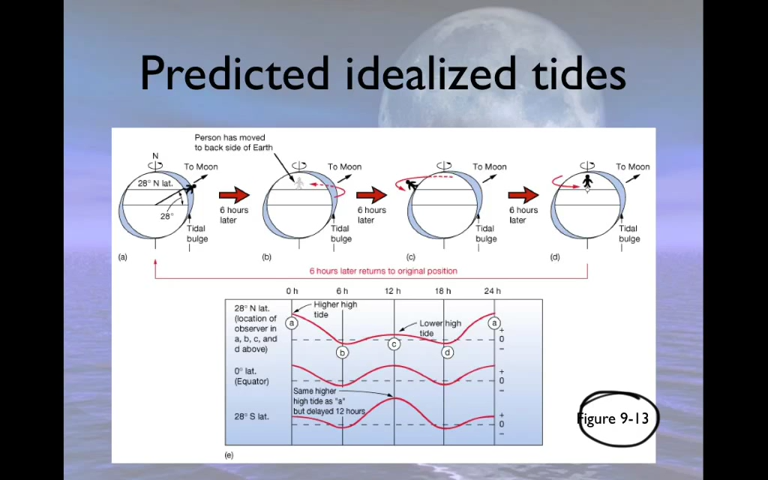 Predicted idealized tides
Person has moved
to back side of Earth
N
To Moon
To Moon
To Moon
To Moon
28° N lat.
28°
6 hours
later
6 hours
later
6 hours
later
Tidal
bulge
Tidal
bulge
Tidal
bulge
Tidal
bulge
(a)
(b)
(c)
(d)
6 hours later returns to original position
0 h
6 h
12 h
18 h
24 h
28° N lat.
(location of
observer in
a, b, c, and
d above)
Higher high
tide
Lower high
tide
a
b
c
d
a
+
0
–
0° lat.
(Equator)
+
0
–
Same higher
high tide as "a"
but delayed 12 hours
28° S lat.
+
0
–
(e)
Figure 9-13